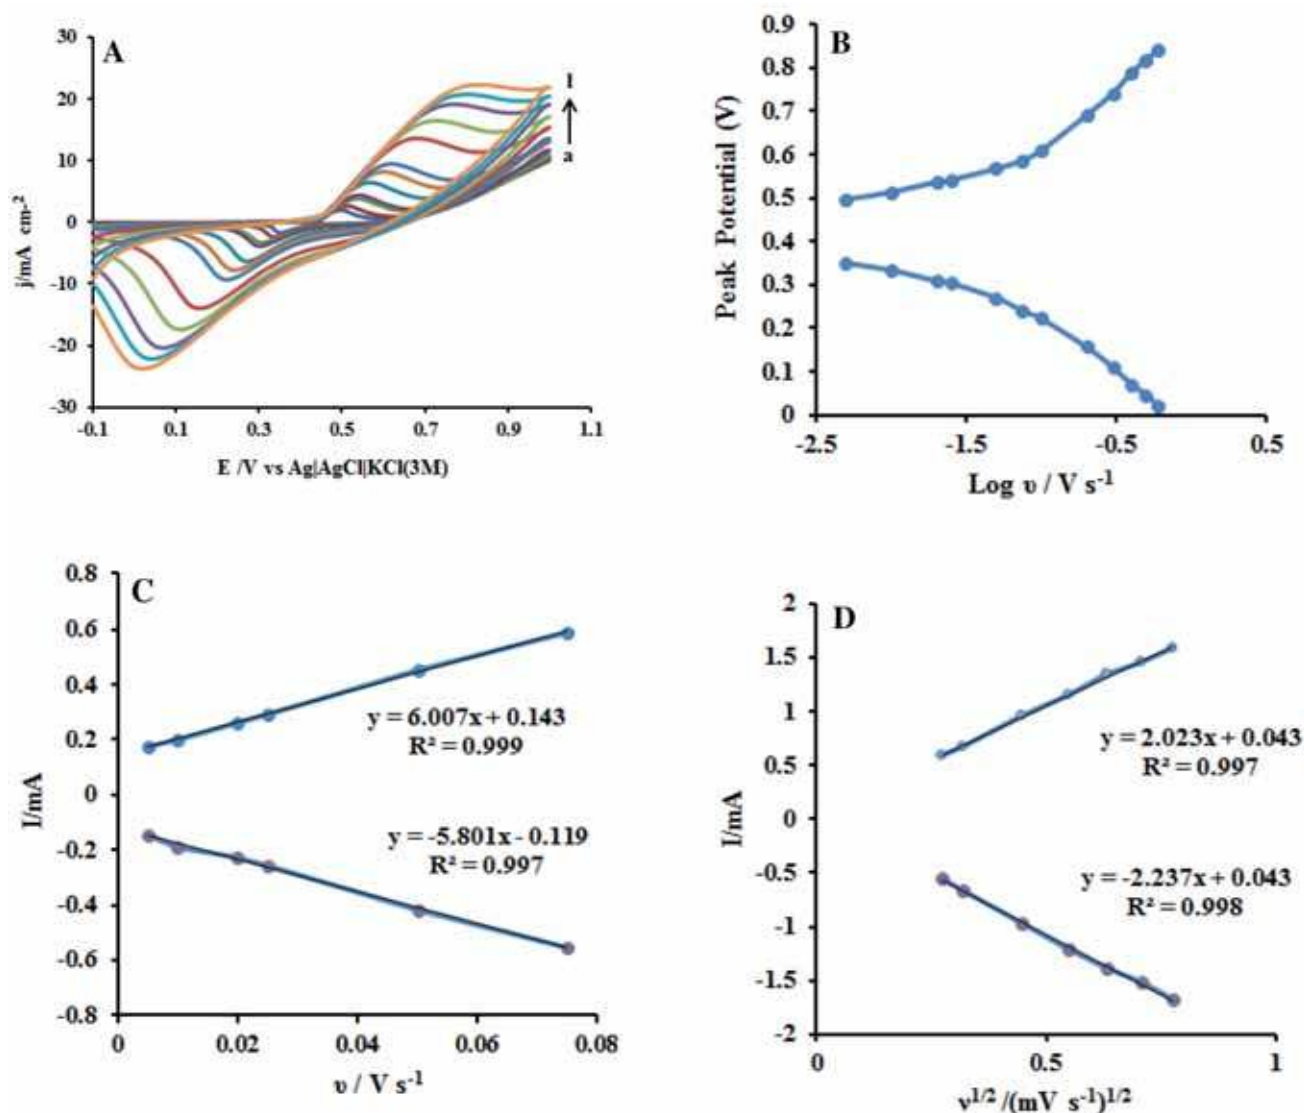 A
30
20
10
0
-10
-20
-30
j/mA cm-2
l
a
-0.1 0.1 0.3 0.5 0.7 0.9 1.1
E /V vs Ag|AgCl|KCl(3M)
B
0.9
0.8
0.7
0.6
0.5
0.4
0.3
0.2
0.1
0
Peak Potential (V)
-2.5 -1.5 -0.5 0.5
Log υ / V s-1
C
0.8
0.6
0.4
0.2
0
-0.2
-0.4
-0.6
-0.8
I/mA
y = 6.007x + 0.143
R² = 0.999
y = -5.801x - 0.119
R² = 0.997
0 0.02 0.04 0.06 0.08
υ / V s-1
D
2
1.5
1
0.5
0
-0.5
-1
-1.5
-2
I/mA
y = 2.023x + 0.043
R² = 0.997
y = -2.237x + 0.043
R² = 0.998
0 0.5 1
ν1/2 /(mV s-1)1/2